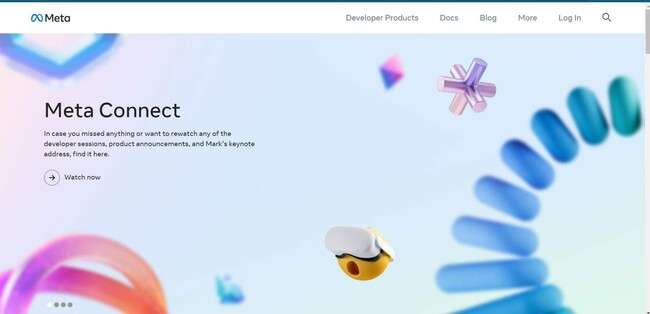 Meta
Developer Products
Docs
Blog
More
Log In
Meta Connect
In case you missed anything or want to rewatch any of the
developer sessions, product announcements, and Mark's keynote
address, find it here.
Watch now